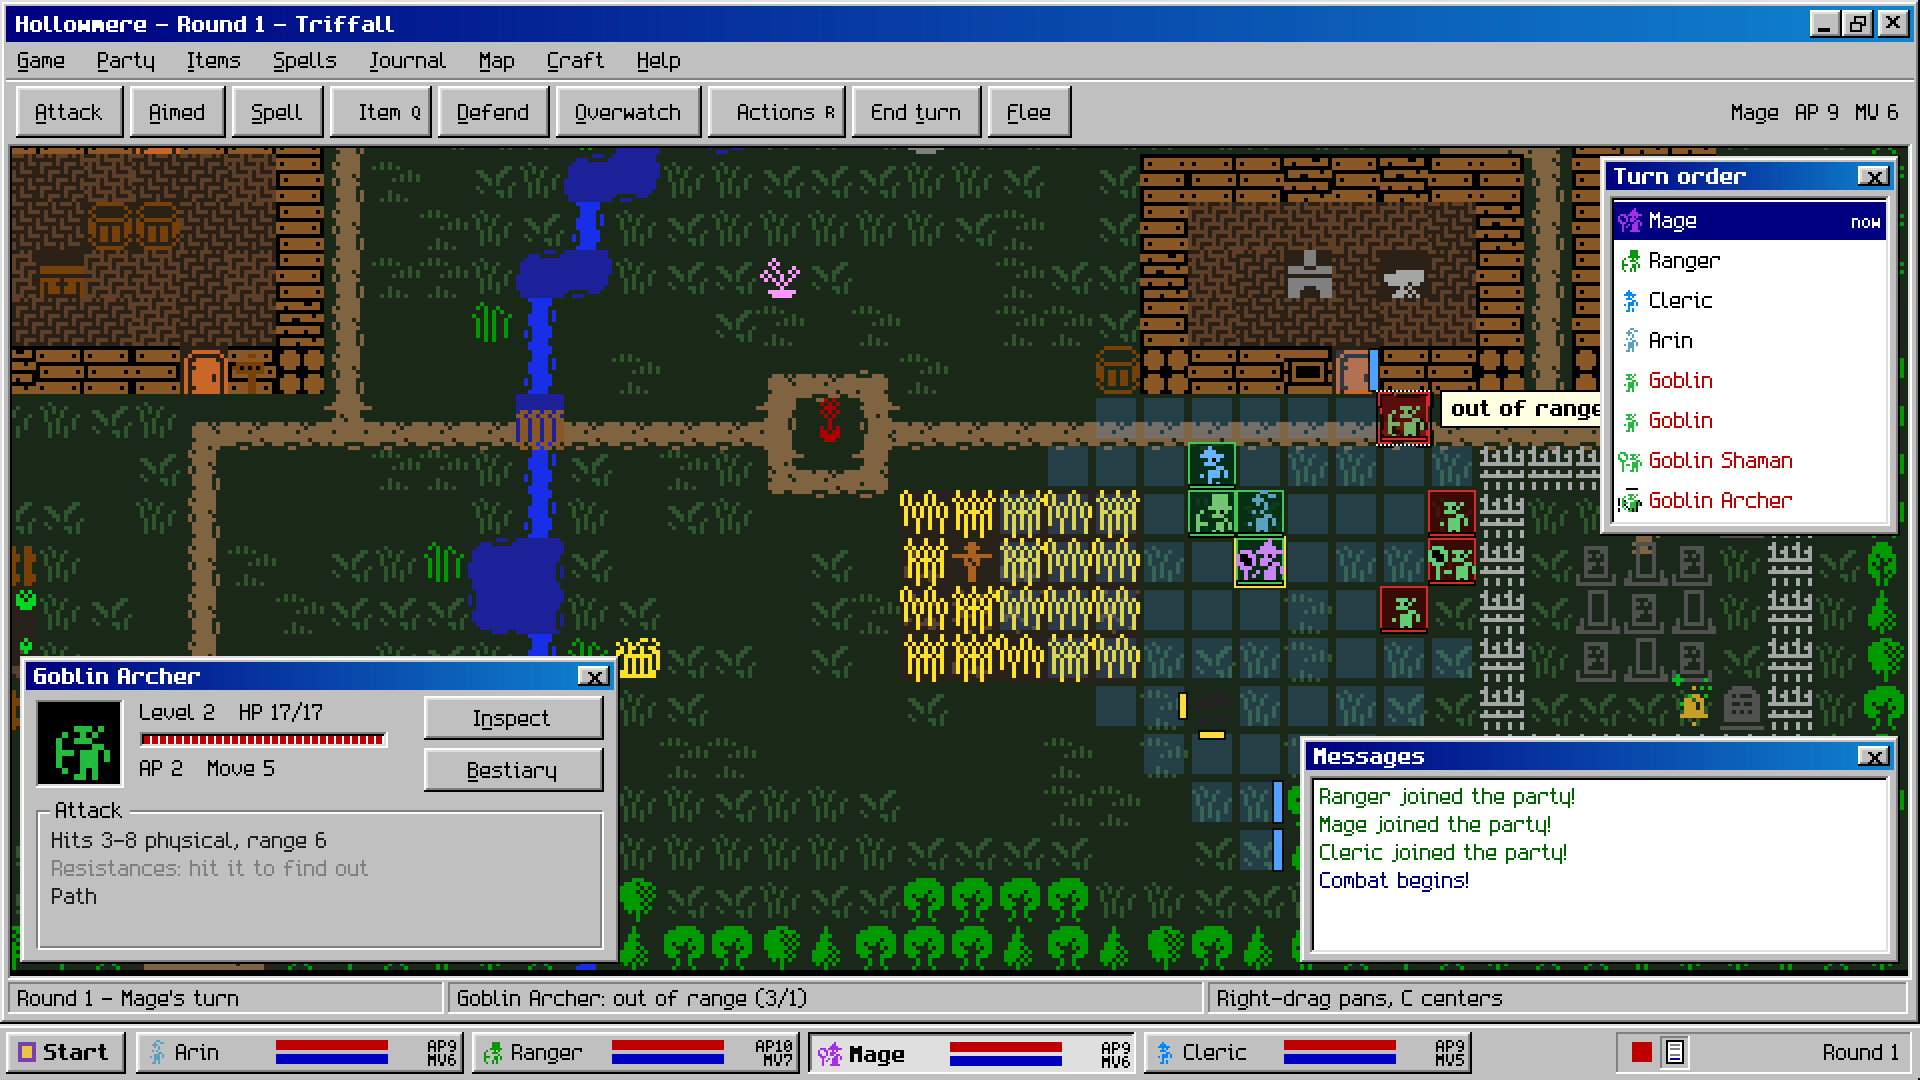 Hollowmere – Round 1 – Triffall
Game Party Items Spells Journal Map Craft Help
Attack Aimed Spell Item Q Defend Overwatch Actions R End turn Flee Mage AP 9 MV 6
Turn order
Mage now
Ranger
Cleric
Arin
Goblin
Goblin
Goblin Shaman
Goblin Archer
out of range
Goblin Archer
Level 2 HP 17/17
AP 2 Move 5
Inspect
Bestiary
Attack
Hits 3–8 physical, range 6
Resistances: hit it to find out
Path
Messages
Ranger joined the party!
Mage joined the party!
Cleric joined the party!
Combat begins!
Round 1 – Mage's turn
Goblin Archer: out of range (3/1)
Right-drag pans, C centers
Start
Arin AP9 MV6
Ranger AP10 MV7
Mage AP9 MV6
Cleric AP9 MV5
Round 1